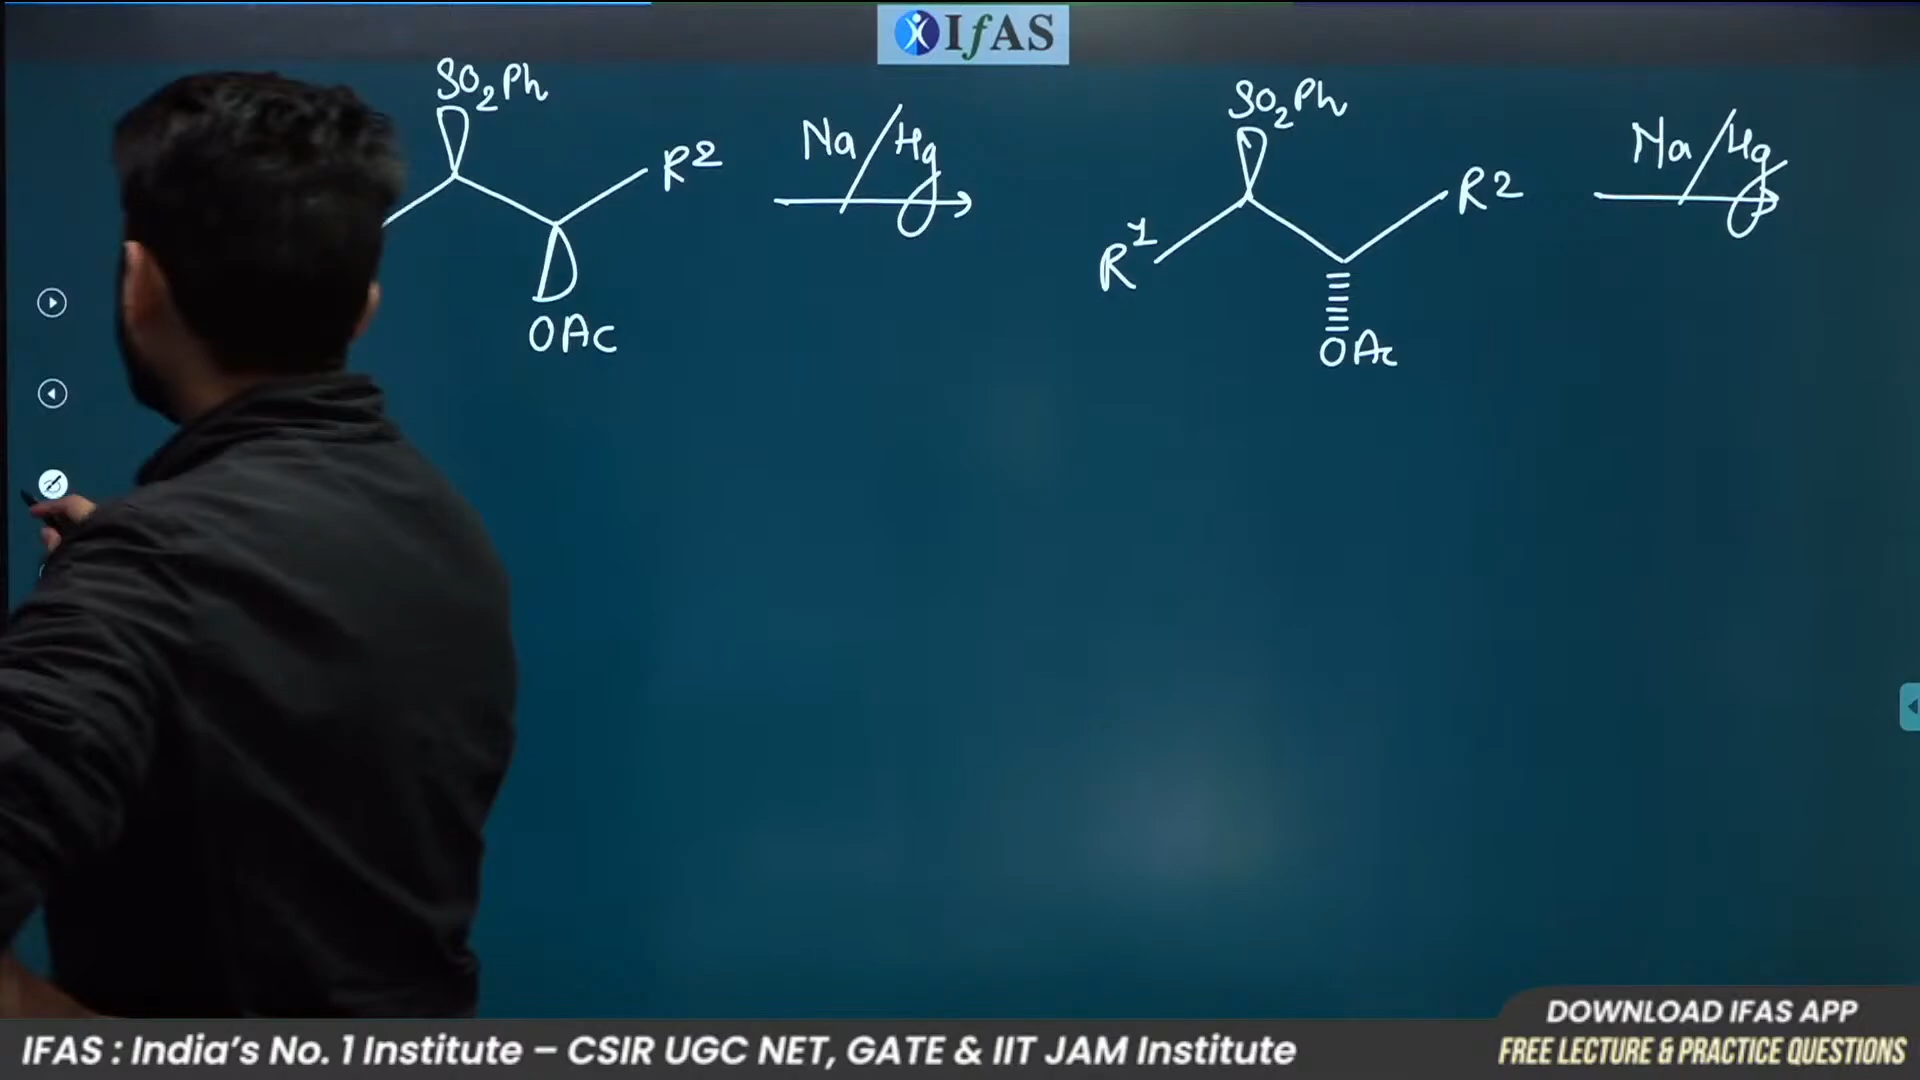 IfAS
SO2Ph
R2
OAc
Na/Hg
SO2Ph
R1
R2
OAc
Na/Hg
DOWNLOAD IFAS APP
FREE LECTURE & PRACTICE QUESTIONS
IFAS : India's No. 1 Institute – CSIR UGC NET, GATE & IIT JAM Institute